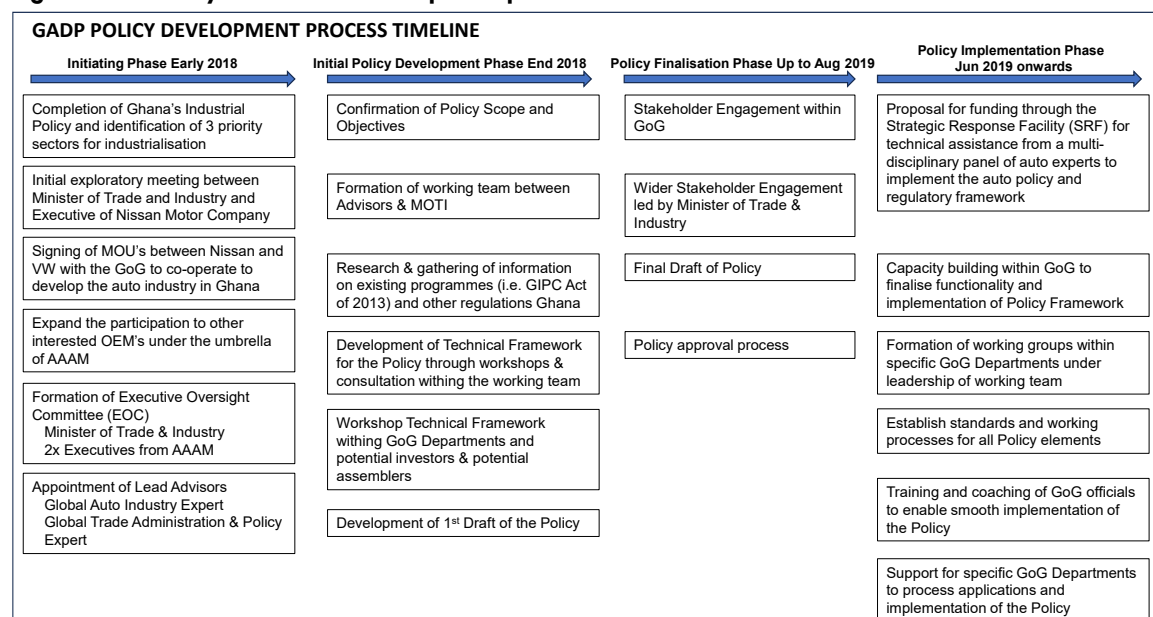 GADP POLICY DEVELOPMENT PROCESS TIMELINE
Initiating Phase Early 2018
Completion of Ghana's Industrial
Policy and identification of 3 priority
sectors for industrialisation
Initial exploratory meeting between
Minister of Trade and Industry and
Executive of Nissan Motor Company
Signing of MOU's between Nissan and
VW with the GoG to co-operate to
develop the auto industry in Ghana
Expand the participation to other
interested OEM's under the umbrella
of AAAM
Formation of Executive Oversight
Committee (EOC)
Minister of Trade & Industry
2x Executives from AAAM
Appointment of Lead Advisors
Global Auto Industry Expert
Global Trade Administration & Policy
Expert
Initial Policy Development Phase End 2018
Confirmation of Policy Scope and
Objectives
Formation of working team between
Advisors & MOTI
Research & gathering of information
on existing programmes (i.e. GIPC Act
of 2013) and other regulations Ghana
Development of Technical Framework
for the Policy through workshops &
consultation withing the working team
Workshop Technical Framework
withing GoG Departments and
potential investors & potential
assemblers
Development of 1st Draft of the Policy
Policy Finalisation Phase Up to Aug 2019
Stakeholder Engagement within
GoG
Wider Stakeholder Engagement
led by Minister of Trade &
Industry
Final Draft of Policy
Policy approval process
Policy Implementation Phase
Jun 2019 onwards
Proposal for funding through the
Strategic Response Facility (SRF) for
technical assistance from a multi-
disciplinary panel of auto experts to
implement the auto policy and
regulatory framework
Capacity building within GoG to
finalise functionality and
implementation of Policy Framework
Formation of working groups within
specific GoG Departments under
leadership of working team
Establish standards and working
processes for all Policy elements
Training and coaching of GoG officials
to enable smooth implementation of
the Policy
Support for specific GoG Departments
to process applications and
implementation of the Policy